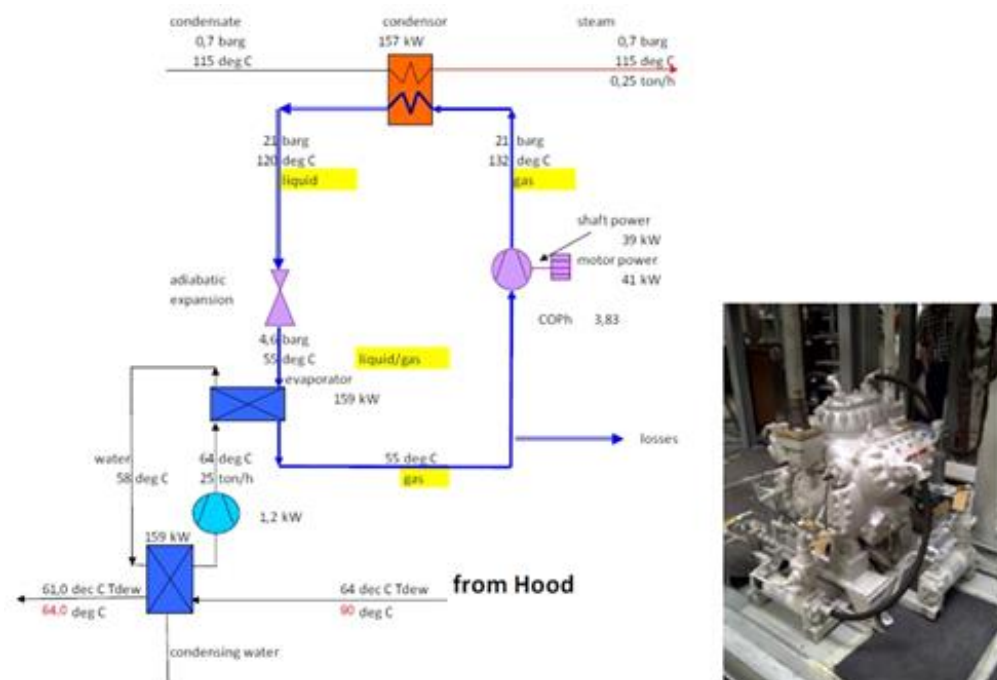 condensate
0,7 barg
115 deg C
condensor
157 kW
steam
0,7 barg
115 deg C
0,25 ton/h
21 barg
120 deg C
liquid
21 barg
132 deg C
gas
shaft power
39 kW
motor power
41 kW
adiabatic
expansion
COPh 3,83
4,6 barg
55 deg C
liquid/gas
evaporator
159 kW
losses
water
58 deg C
64 deg C
25 ton/h
55 deg C
gas
1,2 kW
159 kW
61,0 dec C Tdew
64,0 deg C
64 dec C Tdew
90 deg C
from Hood
condensing water